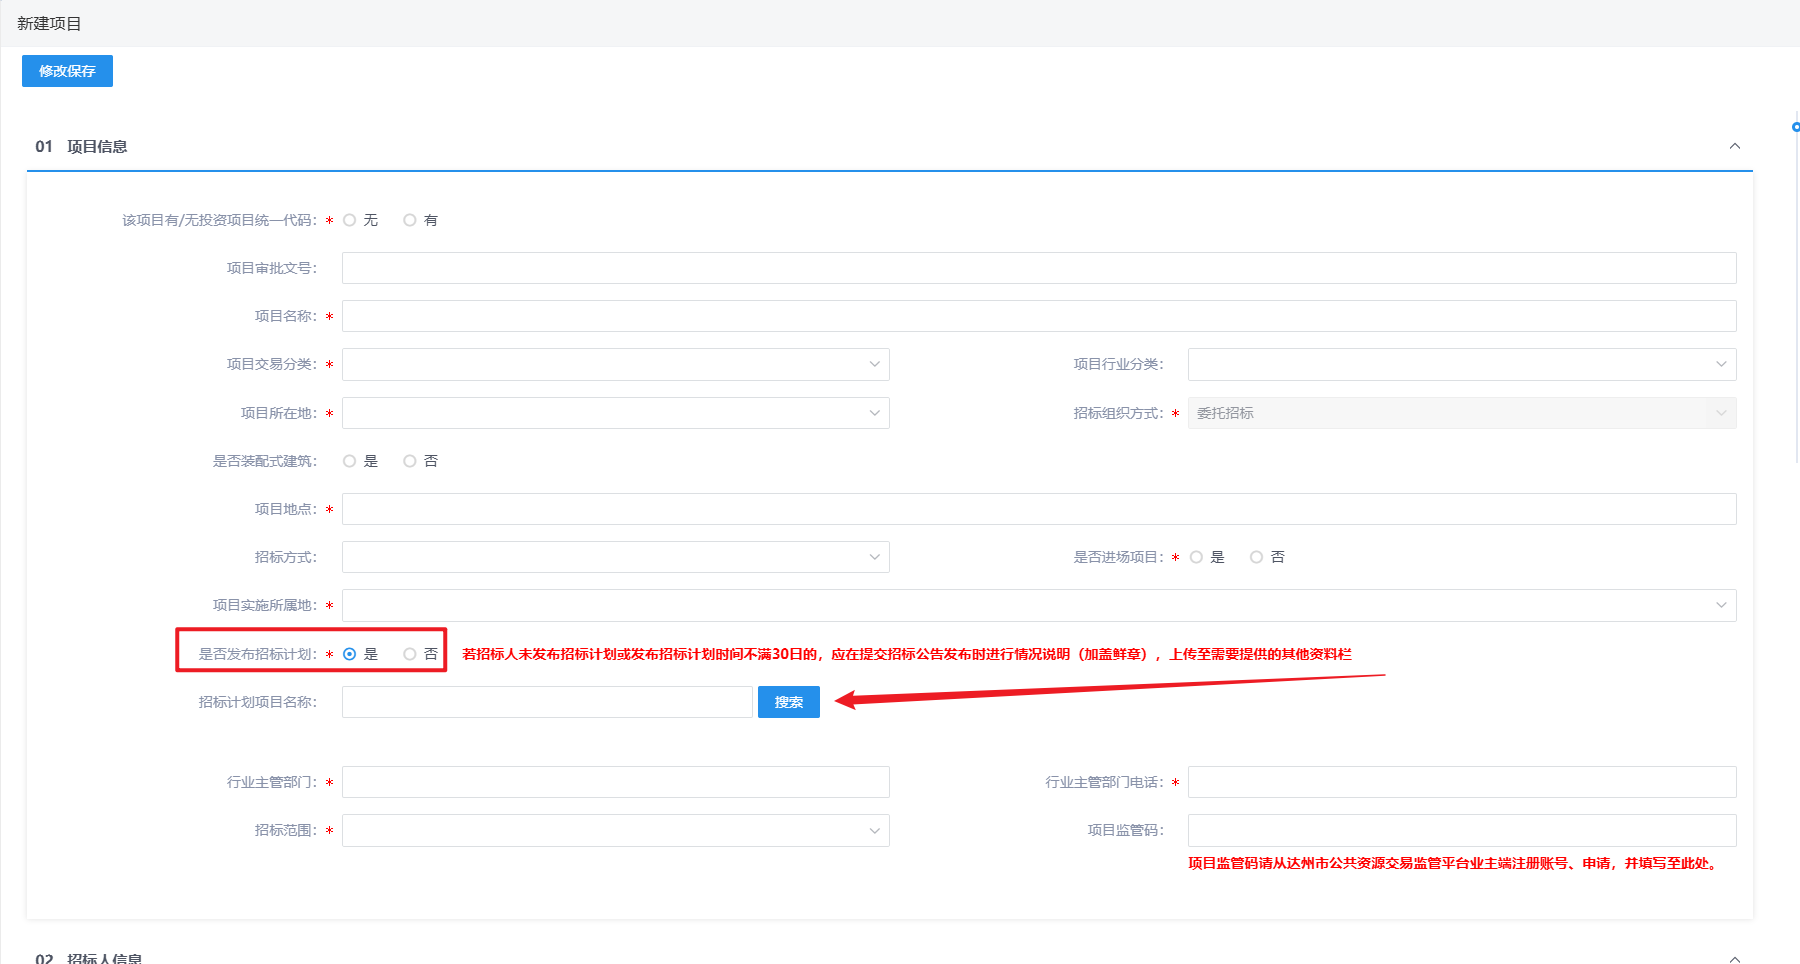 新建项目
修改保存
01 项目信息
该项目有/无投资项目统一代码：* 无 有
项目审批文号：
项目名称：*
项目交易分类：* 项目行业分类：
项目所在地：* 招标组织方式：* 委托招标
是否装配式建筑： 是 否
项目地点：*
招标方式： 是否进场项目：* 是 否
项目实施所属地：*
是否发布招标计划：* 是 否 若招标人未发布招标计划或发布招标计划时间不满30日的，应在提交招标公告发布时进行情况说明（加盖鲜章），上传至需要提供的其他资料栏
招标计划项目名称： 搜索
行业主管部门：* 行业主管部门电话：*
招标范围：* 项目监管码：
项目监管码请从达州市公共资源交易监管平台业主端注册账号、申请，并填写至此处。
02 招标人信息